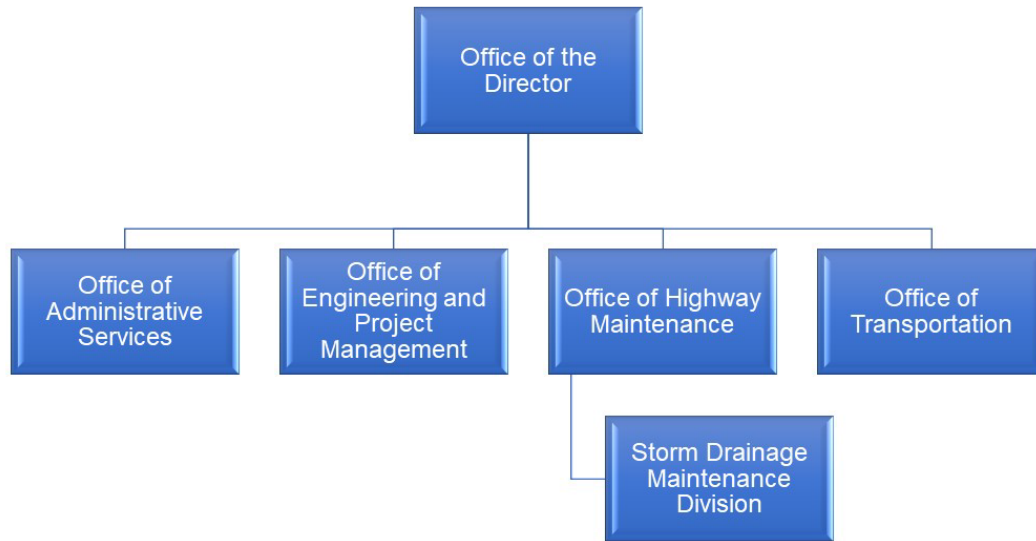 Office of the
Director
Office of
Administrative
Services
Office of
Engineering and
Project
Management
Office of Highway
Maintenance
Office of
Transportation
Storm Drainage
Maintenance
Division